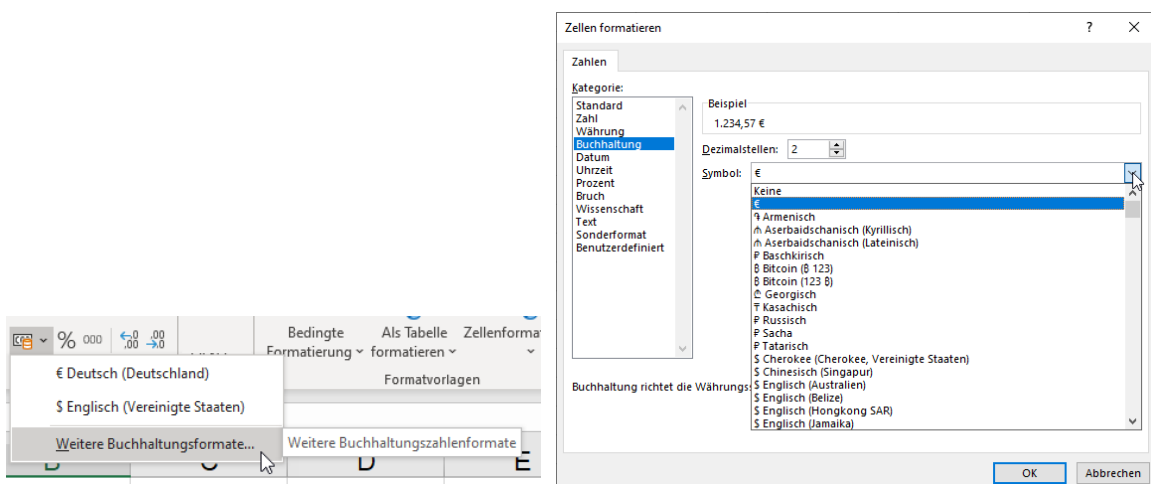 % 000 ,00 ,00 →,0
Bedingte Als Tabelle
Formatierung formatieren
Formatvorlagen
€ Deutsch (Deutschland)
$ Englisch (Vereinigte Staaten)
Weitere Buchhaltungsformate...
Weitere Buchhaltungszahlenformate
B C D E
Zellen formatieren ? ×
Zahlen
Kategorie:
Standard
Zahl
Währung
Buchhaltung
Datum
Uhrzeit
Prozent
Bruch
Wissenschaft
Text
Sonderformat
Benutzerdefiniert
Beispiel
1.234,57 €
Dezimalstellen: 2
Symbol: €
Keine
€
֏ Armenisch
₼ Aserbaidschanisch (Kyrillisch)
₼ Aserbaidschanisch (Lateinisch)
₽ Baschkirisch
₿ Bitcoin (₿ 123)
₿ Bitcoin (123 ₿)
₾ Georgisch
₸ Kasachisch
₽ Russisch
₽ Sacha
₽ Tatarisch
$ Cherokee (Cherokee, Vereinigte Staaten)
$ Chinesisch (Singapur)
$ Englisch (Australien)
$ Englisch (Belize)
$ Englisch (Hongkong SAR)
$ Englisch (Jamaika)
Buchhaltung richtet die
OK Abbrechen